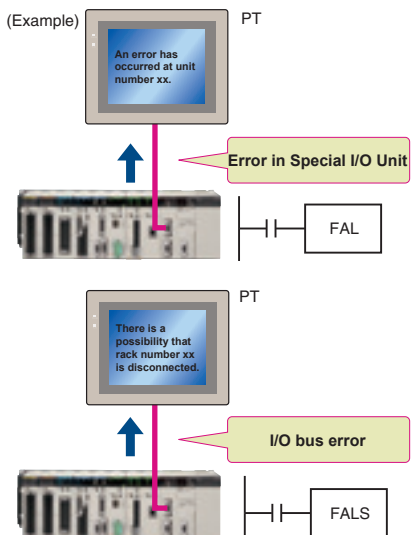 (Example)
PT
An error has
occurred at unit
number xx.
Error in Special I/O Unit
FAL
PT
There is a
possibility that
rack number xx
is disconnected.
I/O bus error
FALS